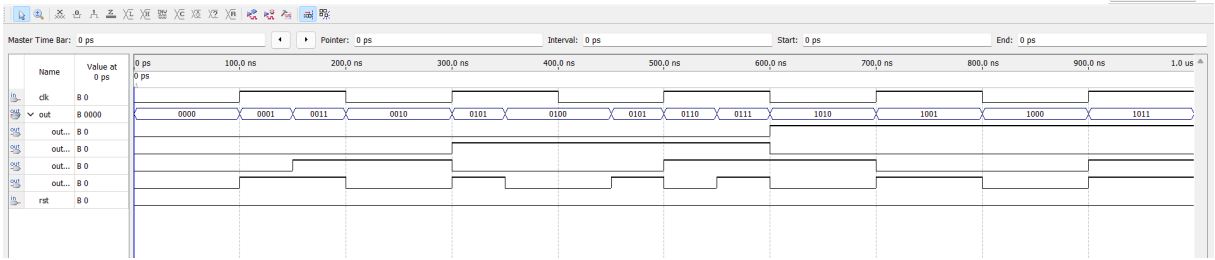 Master Time Bar: 0 ps Pointer: 0 ps Interval: 0 ps Start: 0 ps End: 0 ps
Name Value at 0 ps
0 ps 100.0 ns 200.0 ns 300.0 ns 400.0 ns 500.0 ns 600.0 ns 700.0 ns 800.0 ns 900.0 ns 1.0 us
0 ps
clk B 0
out B 0000 0000 0001 0011 0010 0101 0100 0101 0110 0111 1010 1001 1000 1011
out... B 0
out... B 0
out... B 0
out... B 0
rst B 0